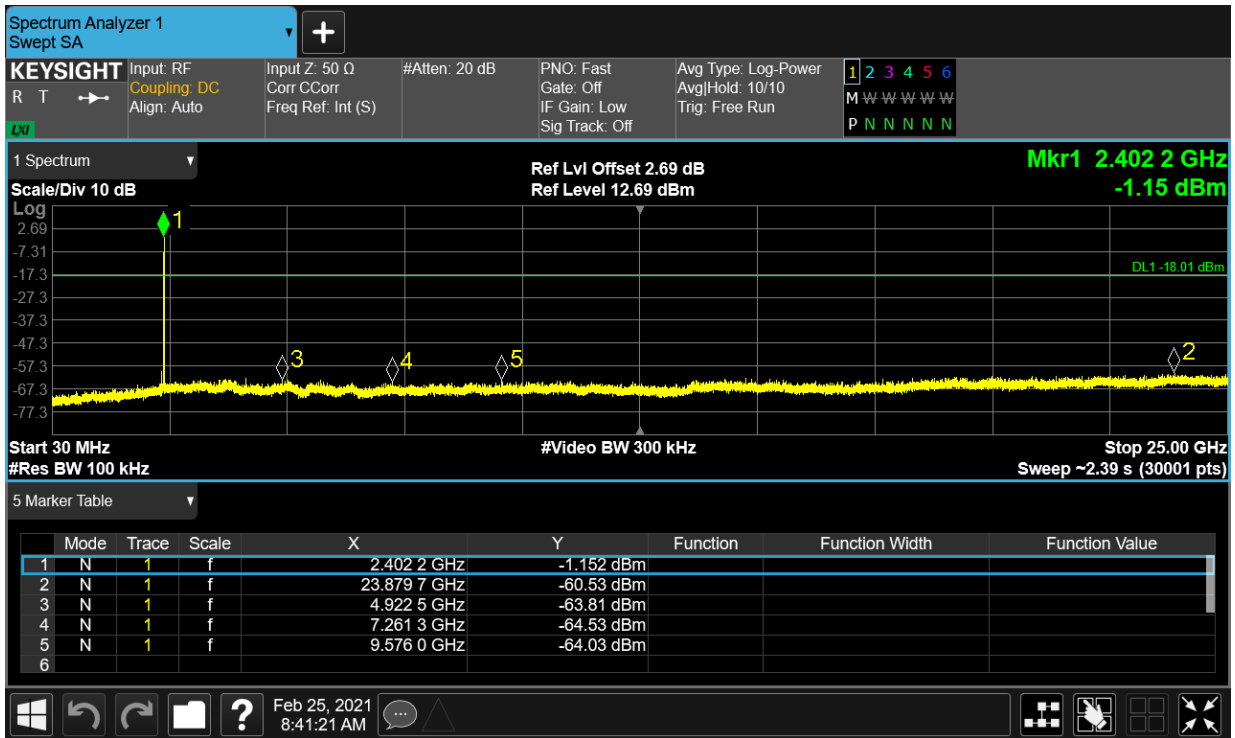 Spectrum Analyzer 1
Swept SA
KEYSIGHT
R T
LXI
Input: RF
Coupling: DC
Align: Auto
Input Z: 50 Ω
Corr CCorr
Freq Ref: Int (S)
#Atten: 20 dB
PNO: Fast
Gate: Off
IF Gain: Low
Sig Track: Off
Avg Type: Log-Power
Avg|Hold: 10/10
Trig: Free Run
1 2 3 4 5 6
M W W W W W
P N N N N N
1 Spectrum
Scale/Div 10 dB
Ref Lvl Offset 2.69 dB
Ref Level 12.69 dBm
Mkr1 2.402 2 GHz
-1.15 dBm
Log
2.69
-7.31
-17.3
-27.3
-37.3
-47.3
-57.3
-67.3
-77.3
1
DL1 -18.01 dBm
3
4
5
2
Start 30 MHz
#Res BW 100 kHz
#Video BW 300 kHz
Stop 25.00 GHz
Sweep ~2.39 s (30001 pts)
5 Marker Table
Mode Trace Scale X Y Function Function Width Function Value
1 N 1 f 2.402 2 GHz -1.152 dBm
2 N 1 f 23.879 7 GHz -60.53 dBm
3 N 1 f 4.922 5 GHz -63.81 dBm
4 N 1 f 7.261 3 GHz -64.53 dBm
5 N 1 f 9.576 0 GHz -64.03 dBm
6
?
Feb 25, 2021
8:41:21 AM